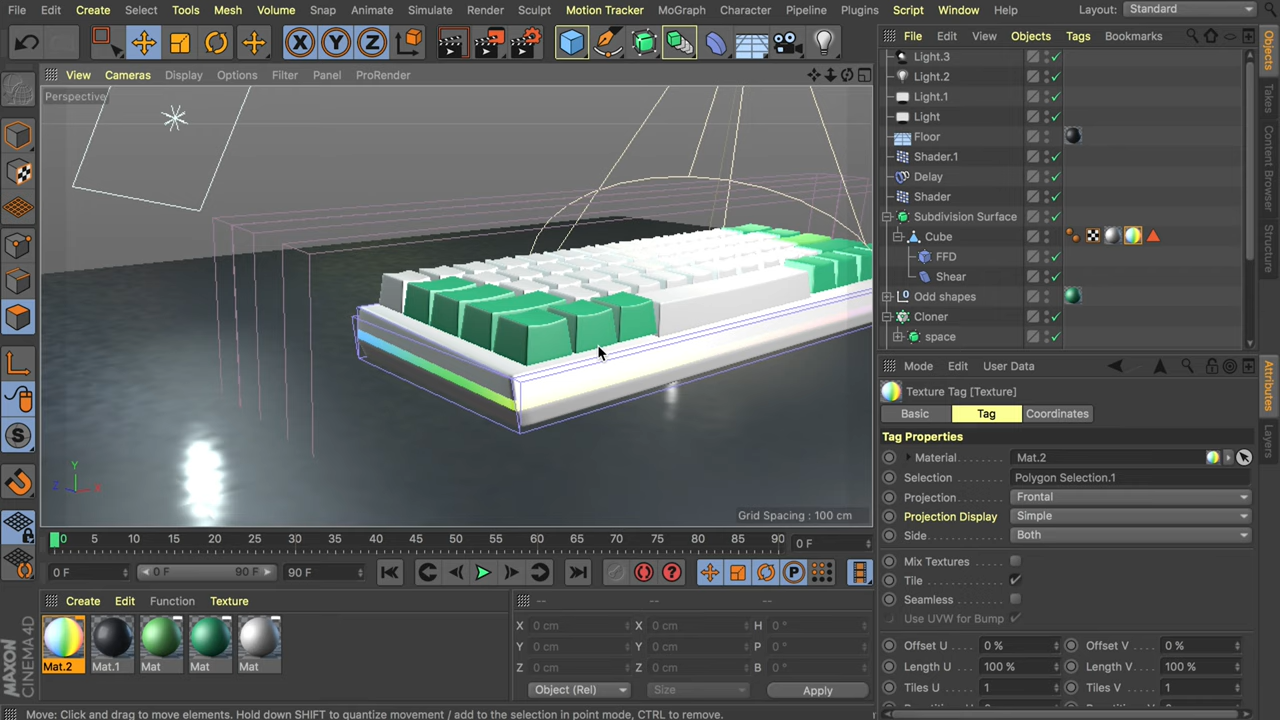 File Create Select Tools Mesh Volume Snap Animate Simulate Render Sculpt Motion Tracker MoGraph Character Pipeline Plugins Script Window Help Layout: Standard
X Y Z
File Edit View Objects Tags Bookmarks
View Cameras Display Options Filter Panel ProRender
Perspective
Light.3
Light.2
Light.1
Light
Floor
Shader.1
Delay
Shader
Subdivision Surface
Cube
FFD
Shear
Odd shapes
Cloner
space
Objects
Takes
Content Browser
Structure
Attributes
Layers
Y
Z X
Grid Spacing : 100 cm
Mode Edit User Data
Texture Tag [Texture]
Basic Tag Coordinates
Tag Properties
Material Mat.2
Selection Polygon Selection.1
Projection Frontal
Projection Display Simple
Side Both
Mix Textures
Tile
Seamless
Use UVW for Bump
Offset U 0 % Offset V 0 %
Length U 100 % Length V 100 %
Tiles U 1 Tiles V 1
0 5 10 15 20 25 30 35 40 45 50 55 60 65 70 75 80 85 90 0 F
0 F 0 F 90 F 90 F
P
S
Create Edit Function Texture
Mat.2 Mat.1 Mat Mat Mat
-- -- --
X 0 cm X 0 cm H 0 °
Y 0 cm Y 0 cm P 0 °
Z 0 cm Z 0 cm B 0 °
Object (Rel) Size Apply
MAXON
CINEMA4D
Move: Click and drag to move elements. Hold down SHIFT to quantize movement / add to the selection in point mode, CTRL to remove.